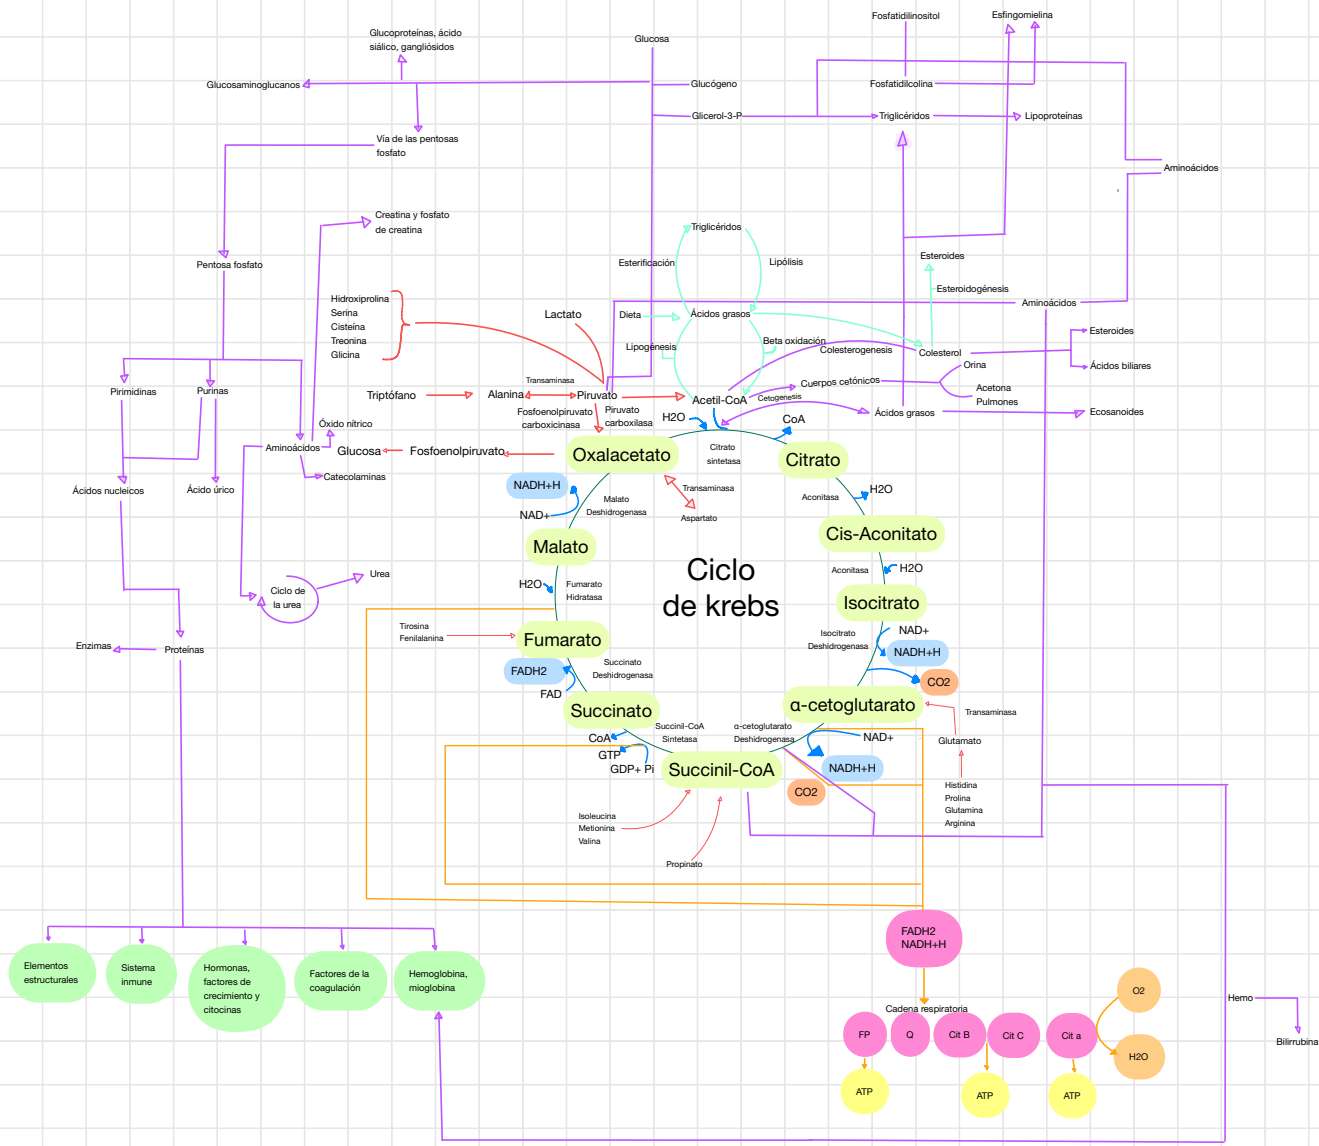 Fosfatidilinositol
Esfingomielina
Glucoproteínas, ácido
siálico, gangliósidos
Glucosa
Glucosaminoglucanos
Glucógeno
Fosfatidilcolina
Glicerol-3-P
Triglicéridos
Lipoproteínas
Vía de las pentosas
fosfato
Aminoácidos
Creatina y fosfato
de creatina
Triglicéridos
Pentosa fosfato
Esterificación
Lipólisis
Esteroides
Esteroidogénesis
Hidroxiprolina
Serina
Cisteína
Treonina
Glicina
Lactato
Dieta
Ácidos grasos
Aminoácidos
Lipogénesis
Beta oxidación
Colesterogenesis
Colesterol
Esteroides
Ácidos biliares
Orina
Pirimidinas
Purinas
Triptófano
Alanina
Transaminasa
Piruvato
Acetil-CoA
Cetogenesis
Cuerpos cetónicos
Acetona
Pulmones
Fosfoenolpiruvato
carboxicinasa
Piruvato
carboxilasa
H2O
CoA
Ácidos grasos
Ecosanoides
Óxido nítrico
Aminoácidos
Glucosa
Fosfoenolpiruvato
Oxalacetato
Citrato
sintetasa
Citrato
Catecolaminas
Ácidos nucleicos
Ácido úrico
NADH+H
NAD+
Malato
Deshidrogenasa
Transaminasa
Aspartato
Aconitasa
H2O
Malato
Cis-Aconitato
Ciclo
de krebs
Aconitasa
H2O
Urea
Ciclo de
la urea
H2O
Fumarato
Hidratasa
Isocitrato
Tirosina
Fenilalanina
Fumarato
Isocitrato
Deshidrogenasa
NAD+
NADH+H
Enzimas
Proteínas
FADH2
FAD
Succinato
Deshidrogenasa
CO2
Succinato
α-cetoglutarato
Transaminasa
CoA
GTP
GDP+ Pi
Succinil-CoA
Sintetasa
α-cetoglutarato
Deshidrogenasa
NAD+
NADH+H
Glutamato
Succinil-CoA
CO2
Histidina
Prolina
Glutamina
Arginina
Isoleucina
Metionina
Valina
Propinato
FADH2
NADH+H
Elementos
estructurales
Sistema
inmune
Hormonas,
factores de
crecimiento y
citocinas
Factores de la
coagulación
Hemoglobina,
mioglobina
Cadena respiratoria
O2
Hemo
FP
Q
Cit B
Cit C
Cit a
H2O
Bilirrubina
ATP
ATP
ATP